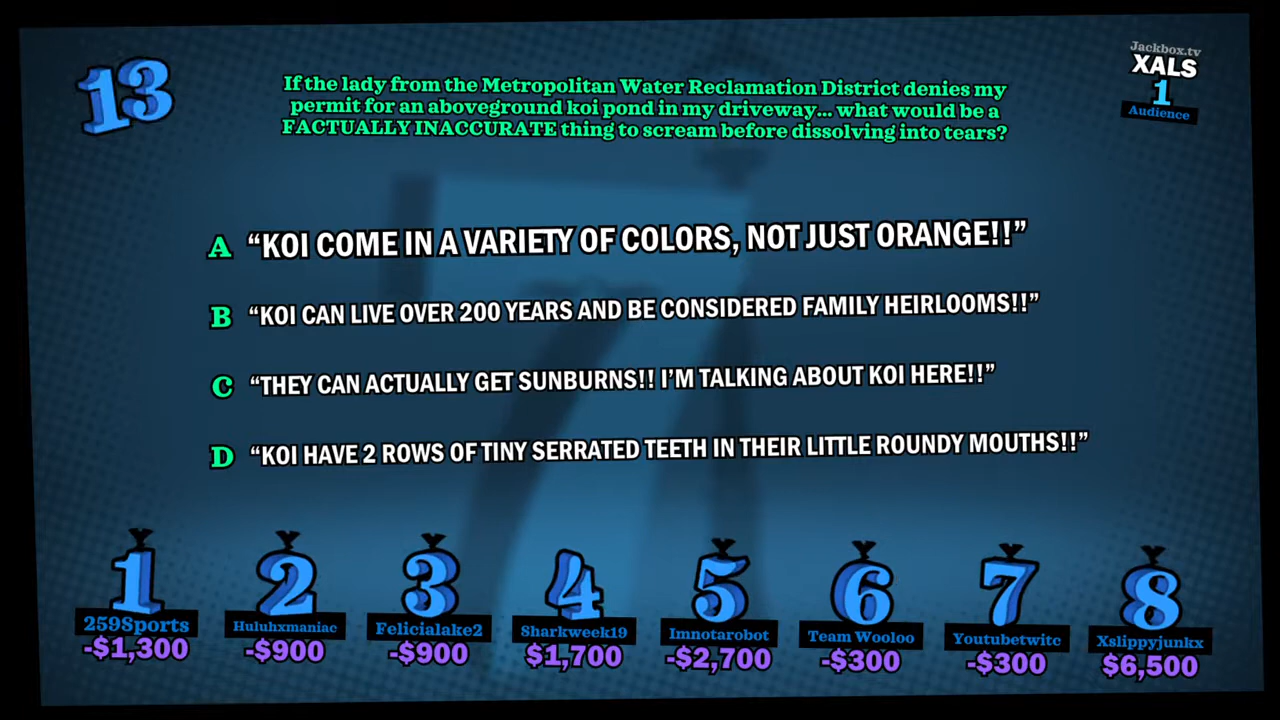 13
If the lady from the Metropolitan Water Reclamation District denies my
permit for an aboveground koi pond in my driveway... what would be a
FACTUALLY INACCURATE thing to scream before dissolving into tears?
Jackbox.tv
XALS
1
Audience
A "KOI COME IN A VARIETY OF COLORS, NOT JUST ORANGE!!"
B "KOI CAN LIVE OVER 200 YEARS AND BE CONSIDERED FAMILY HEIRLOOMS!!"
C "THEY CAN ACTUALLY GET SUNBURNS!! I'M TALKING ABOUT KOI HERE!!"
D "KOI HAVE 2 ROWS OF TINY SERRATED TEETH IN THEIR LITTLE ROUNDY MOUTHS!!"
1 2 3 4 5 6 7 8
259Sports Huluhxmaniac Felicialake2 Sharkweek19 Imnotarobot Team Wooloo Youtubetwitc Xslippyjunkx
-$1,300 -$900 -$900 $1,700 -$2,700 -$300 -$300 $6,500